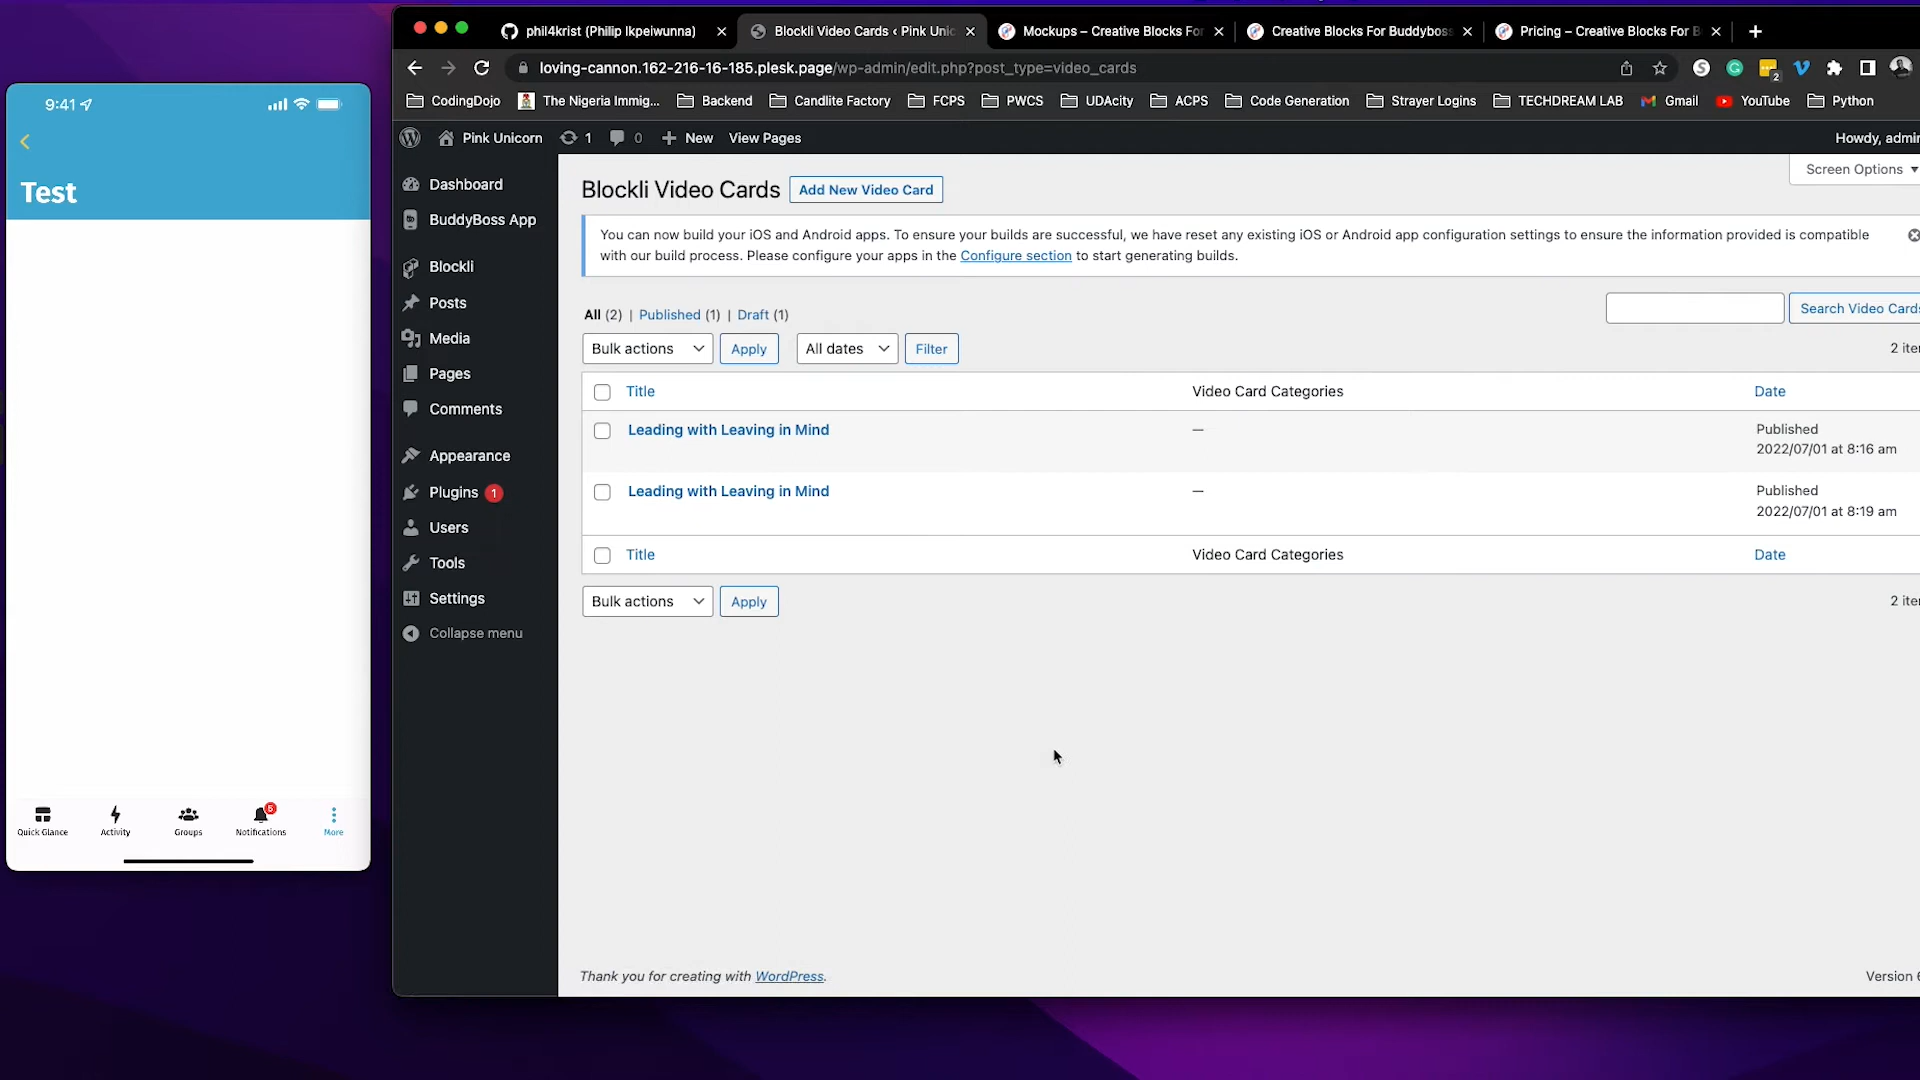 9:41
Test
Quick Glance
Activity
Groups
5
Notifications
More
phil4krist (Philip Ikpeiwunna)
Blockli Video Cards ‹ Pink Unic
Mockups – Creative Blocks For
Creative Blocks For Buddybos
Pricing – Creative Blocks For B
loving-cannon.162-216-16-185.plesk.page/wp-admin/edit.php?post_type=video_cards
2
CodingDojo
The Nigeria Immig...
Backend
Candlite Factory
FCPS
PWCS
UDAcity
ACPS
Code Generation
Strayer Logins
TECHDREAM LAB
Gmail
YouTube
Python
Pink Unicorn
1
0
New
View Pages
Howdy, admin
Dashboard
BuddyBoss App
Blockli
Posts
Media
Pages
Comments
Appearance
Plugins 1
Users
Tools
Settings
Collapse menu
Screen Options
Blockli Video Cards
Add New Video Card
You can now build your iOS and Android apps. To ensure your builds are successful, we have reset any existing iOS or Android app configuration settings to ensure the information provided is compatible
with our build process. Please configure your apps in the Configure section to start generating builds.
All (2) | Published (1) | Draft (1)
Search Video Cards
Bulk actions
Apply
All dates
Filter
2 ite
Title
Video Card Categories
Date
Leading with Leaving in Mind
—
Published
2022/07/01 at 8:16 am
Leading with Leaving in Mind
—
Published
2022/07/01 at 8:19 am
Title
Video Card Categories
Date
Bulk actions
Apply
2 ite
Thank you for creating with WordPress.
Version